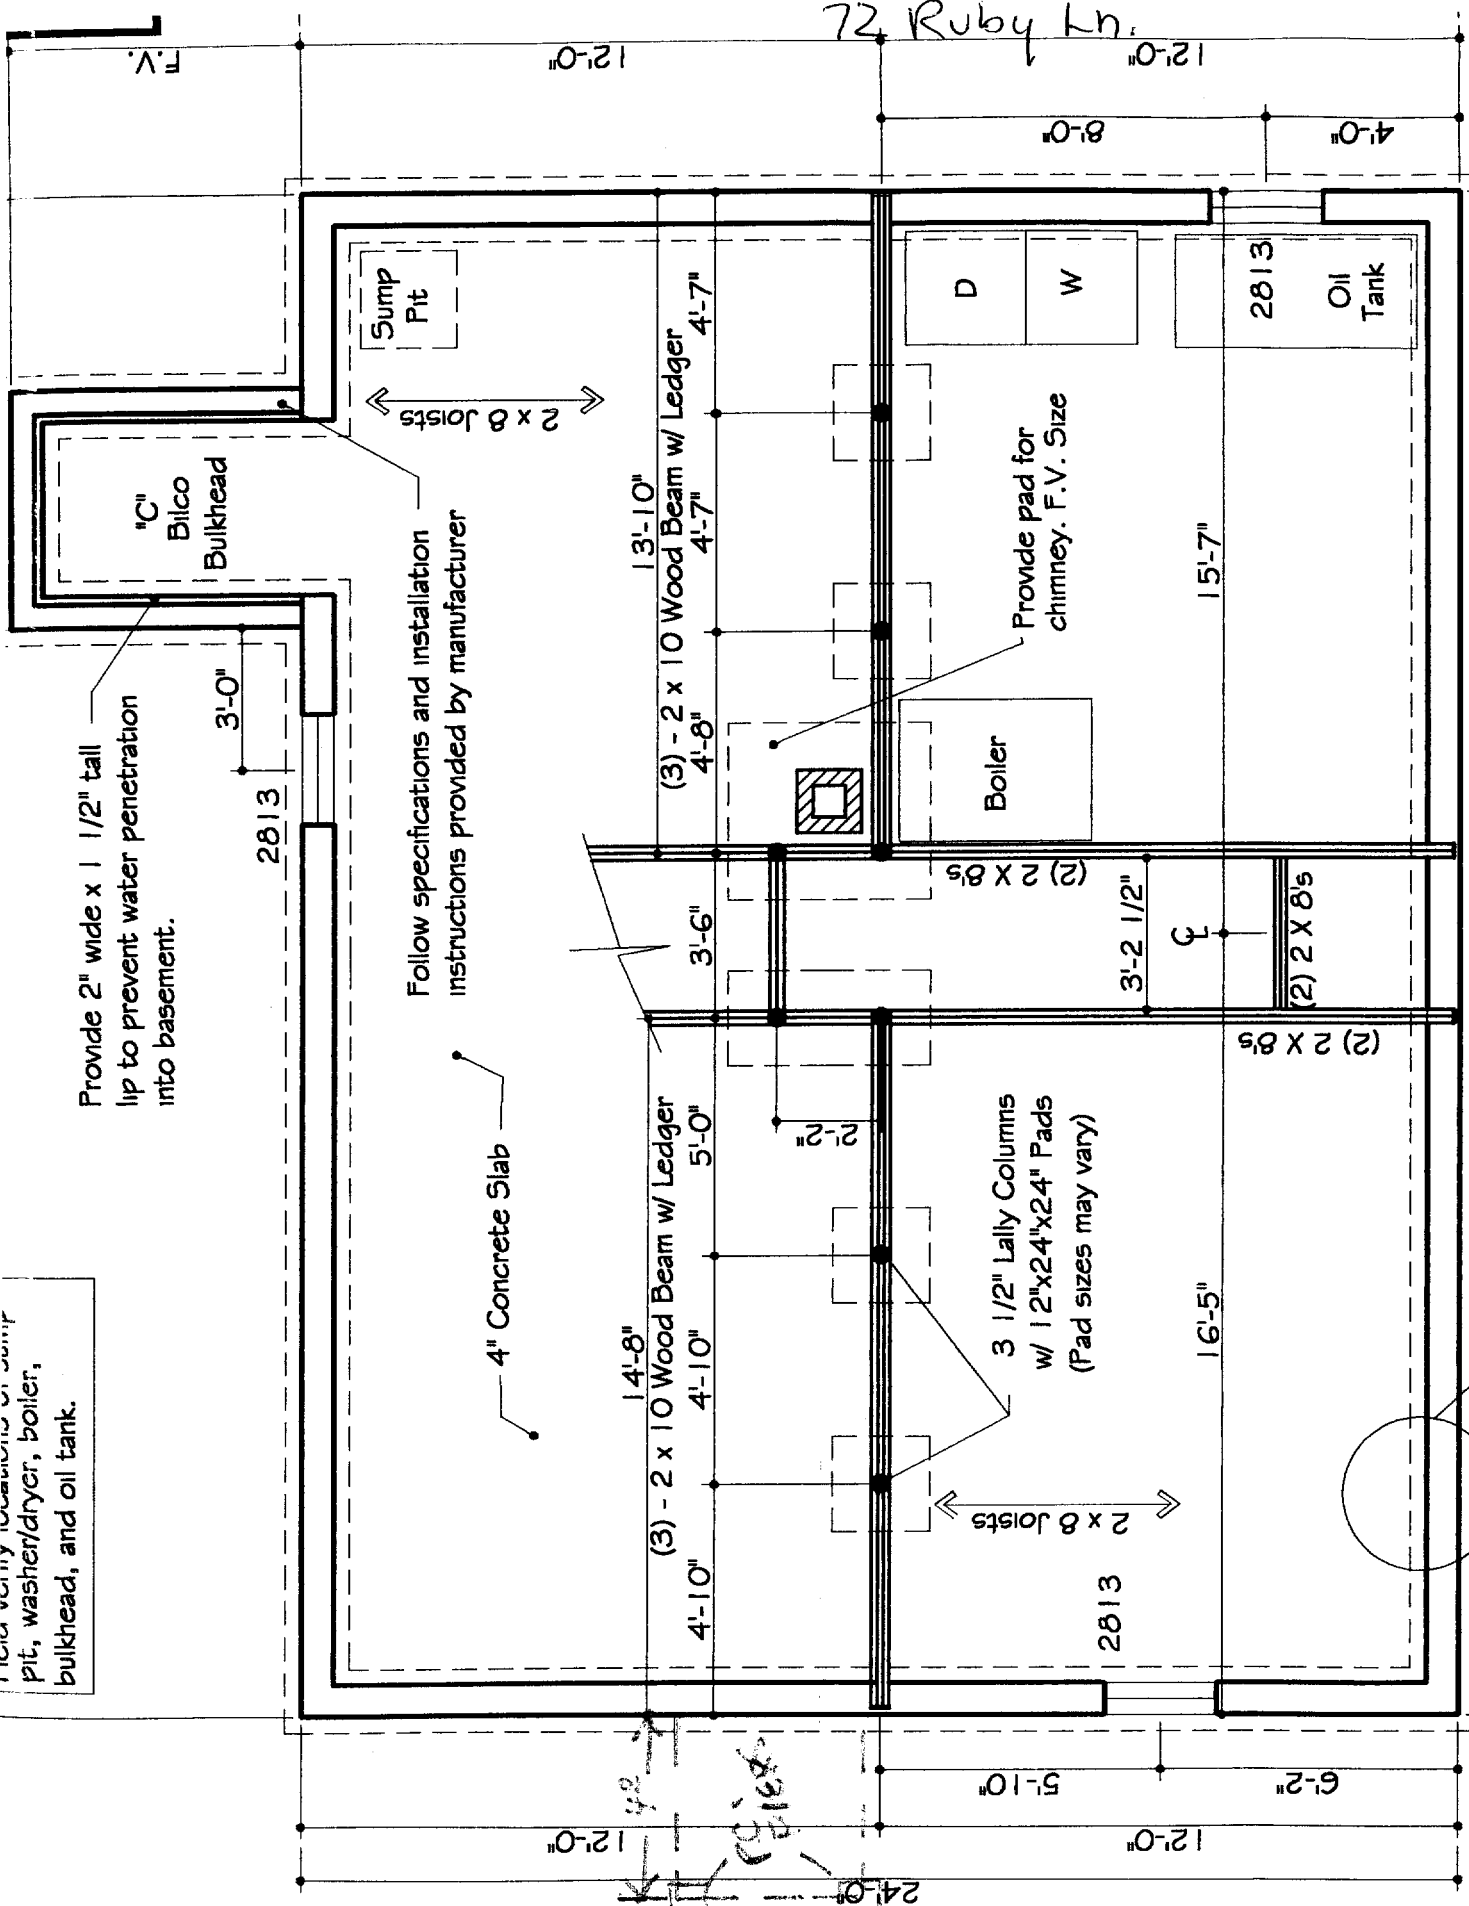 72 Ruby Ln.
F.V.
12'-0"
12'-0"
8'-0"
4'-0"
pit, washer/dryer, boiler,
bulkhead, and oil tank.
Provide 2" wide x 1 1/2" tall
lip to prevent water penetration
into basement.
3'-0"
2813
"C"
Bilco
Bulkhead
Sump
Pit
2 x 8 Joists
Follow specifications and installation
instructions provided by manufacturer
4" Concrete Slab
13'-10"
(3) - 2 x 10 Wood Beam w/ Ledger
4'-7"
4'-7"
4'-8"
3'-6"
14'-8"
(3) - 2 x 10 Wood Beam w/ Ledger
5'-0"
4'-10"
4'-10"
2'-2"
D
W
2813
Oil
Tank
Provide pad for
chimney. F.V. Size
Boiler
(2) 2 X 8's
3'-2 1/2"
CL
(2) 2 X 8's
(2) 2 X 8's
15'-7"
16'-5"
3 1/2" Lally Columns
w/ 12"x24"x24" Pads
(Pad sizes may vary)
2 x 8 Joists
2813
5'-10"
6'-2"
12'-0"
12'-0"
24'-0"